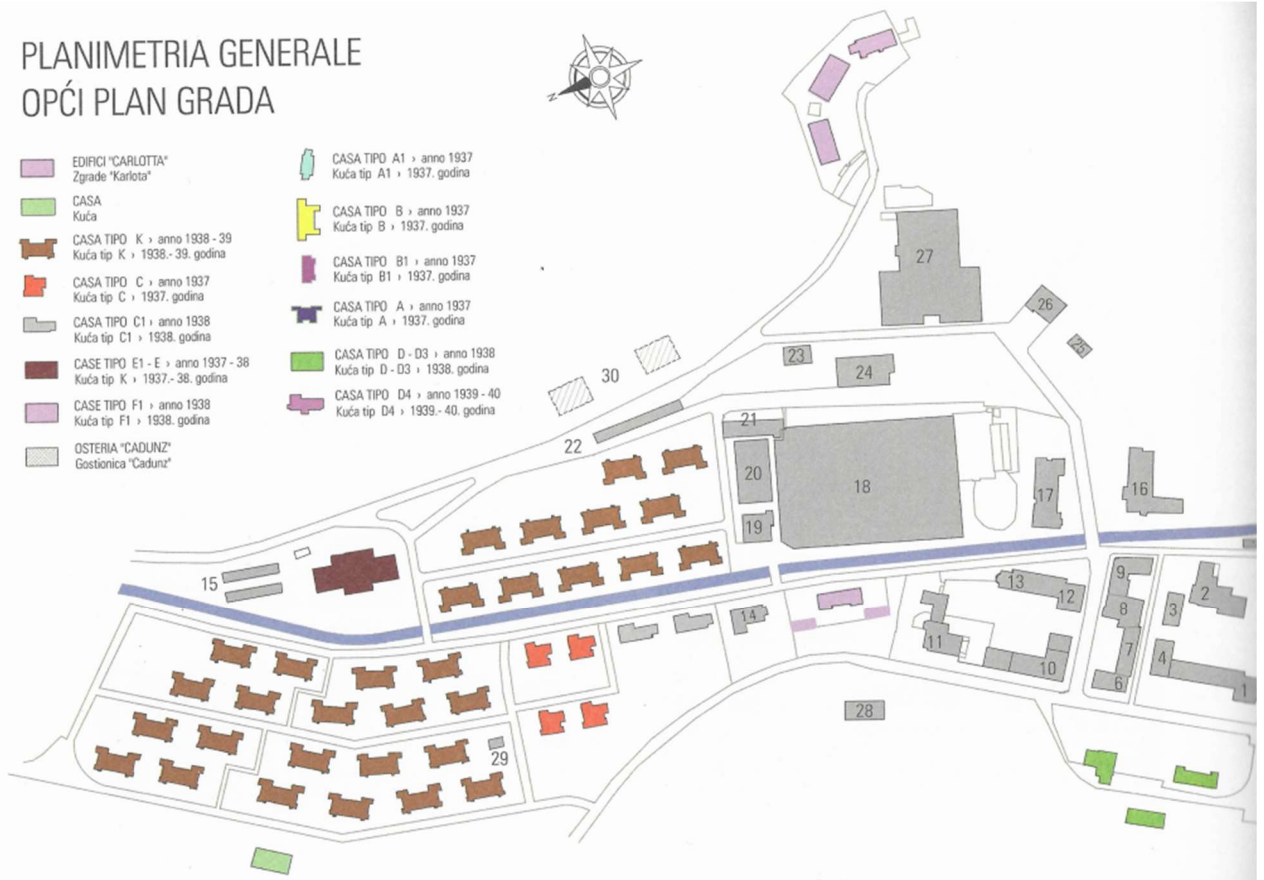 PLANIMETRIA GENERALE
OPĆI PLAN GRADA
N
EDIFICI "CARLOTTA"
Zgrade "Karlota"
CASA
Kuća
CASA TIPO K › anno 1938 - 39
Kuća tip K › 1938.- 39. godina
CASA TIPO C › anno 1937
Kuća tip C › 1937. godina
CASA TIPO C1 › anno 1938
Kuća tip C1 › 1938. godina
CASE TIPO E1 - E › anno 1937 - 38
Kuća tip K › 1937.- 38. godina
CASE TIPO F1 › anno 1938
Kuća tip F1 › 1938. godina
OSTERIA "CADUNZ"
Gostionica "Cadunz"
CASA TIPO A1 › anno 1937
Kuća tip A1 › 1937. godina
CASA TIPO B › anno 1937
Kuća tip B › 1937. godina
CASA TIPO B1 › anno 1937
Kuća tip B1 › 1937. godina
CASA TIPO A › anno 1937
Kuća tip A › 1937. godina
CASA TIPO D - D3 › anno 1938
Kuća tip D - D3 › 1938. godina
CASA TIPO D4 › anno 1939 - 40
Kuća tip D4 › 1939.- 40. godina
27
26
25
23
24
30
22
21
20
19
18
17
16
15
14
13
12
11
10
9
8
7
6
3
2
4
1
28
29